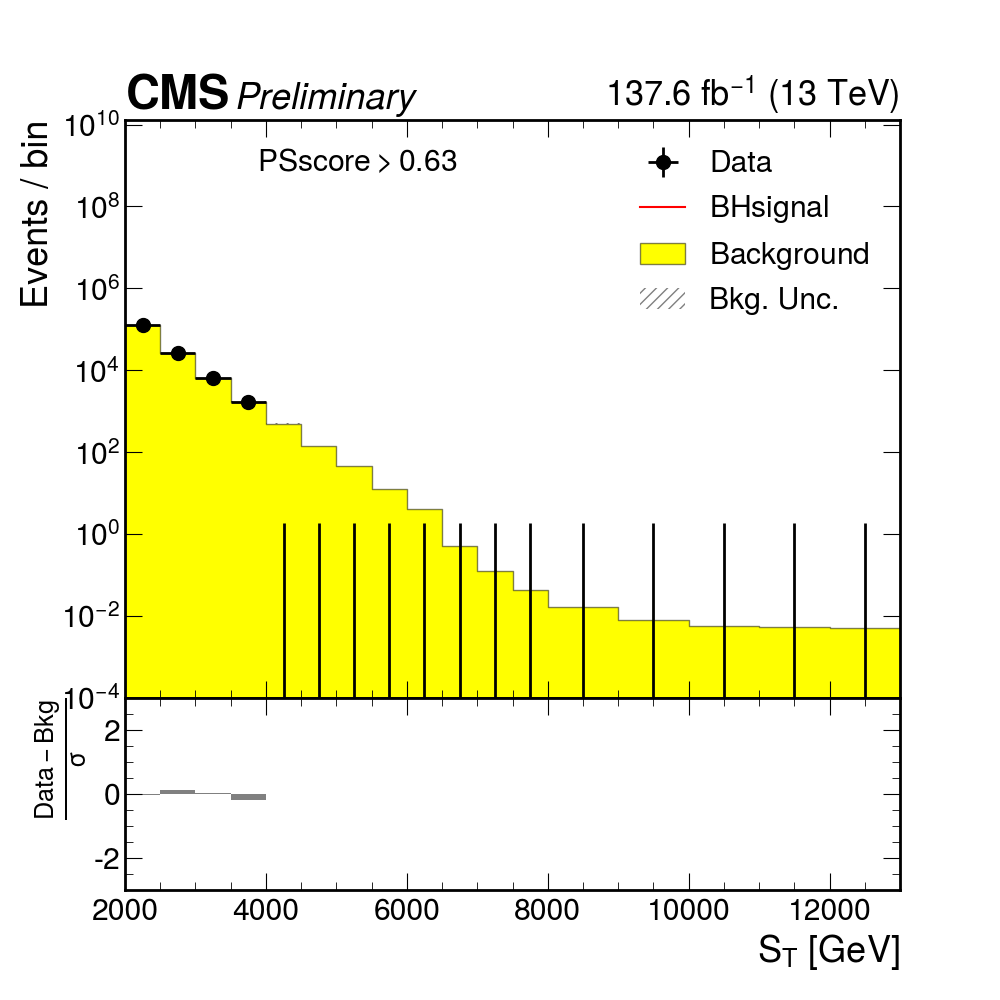 CMS Preliminary 137.6 fb⁻¹ (13 TeV)
Events / bin
10¹⁰
10⁸
10⁶
10⁴
10²
10⁰
10⁻²
10⁻⁴
PSscore > 0.63
Data
BHsignal
Background
Bkg. Unc.
Data – Bkg
σ
2
0
-2
2000 4000 6000 8000 10000 12000
S_T [GeV]